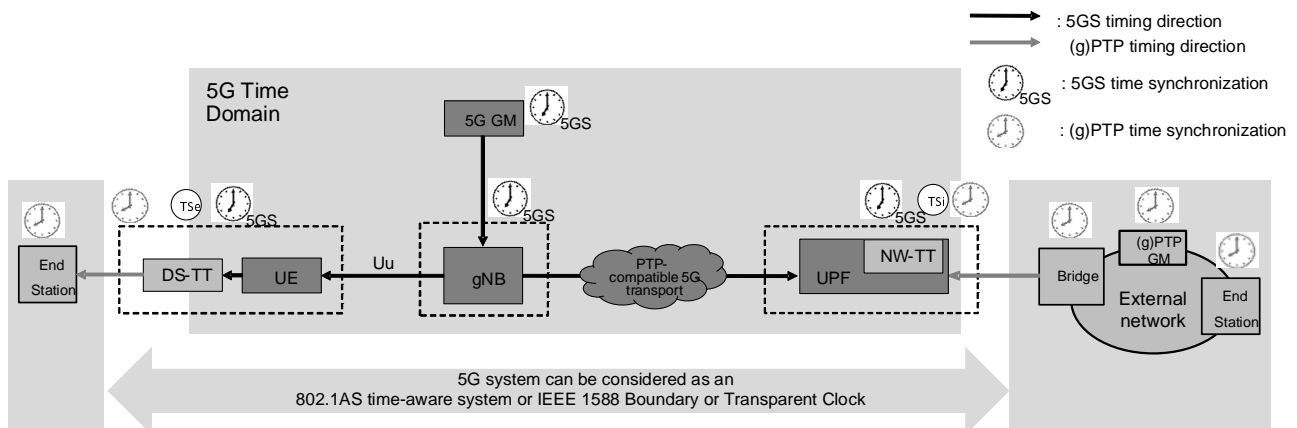 : 5GS timing direction
(g)PTP timing direction
5GS
: 5GS time synchronization
: (g)PTP time synchronization
5G Time
Domain
5G GM
5GS
5GS
TSe
5GS
5GS
TSi
End
Station
DS-TT
UE
Uu
gNB
PTP-
compatible 5G
transport
UPF
NW-TT
Bridge
(g)PTP
GM
External
network
End
Station
5G system can be considered as an
802.1AS time-aware system or IEEE 1588 Boundary or Transparent Clock